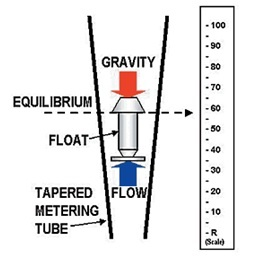 GRAVITY
EQUILIBRIUM
FLOAT
FLOW
TAPERED
METERING
TUBE
- 100
- 90
- 80
- 70
- 60
- 50
- 40
- 30
- 20
- 10
- R
(Scale)